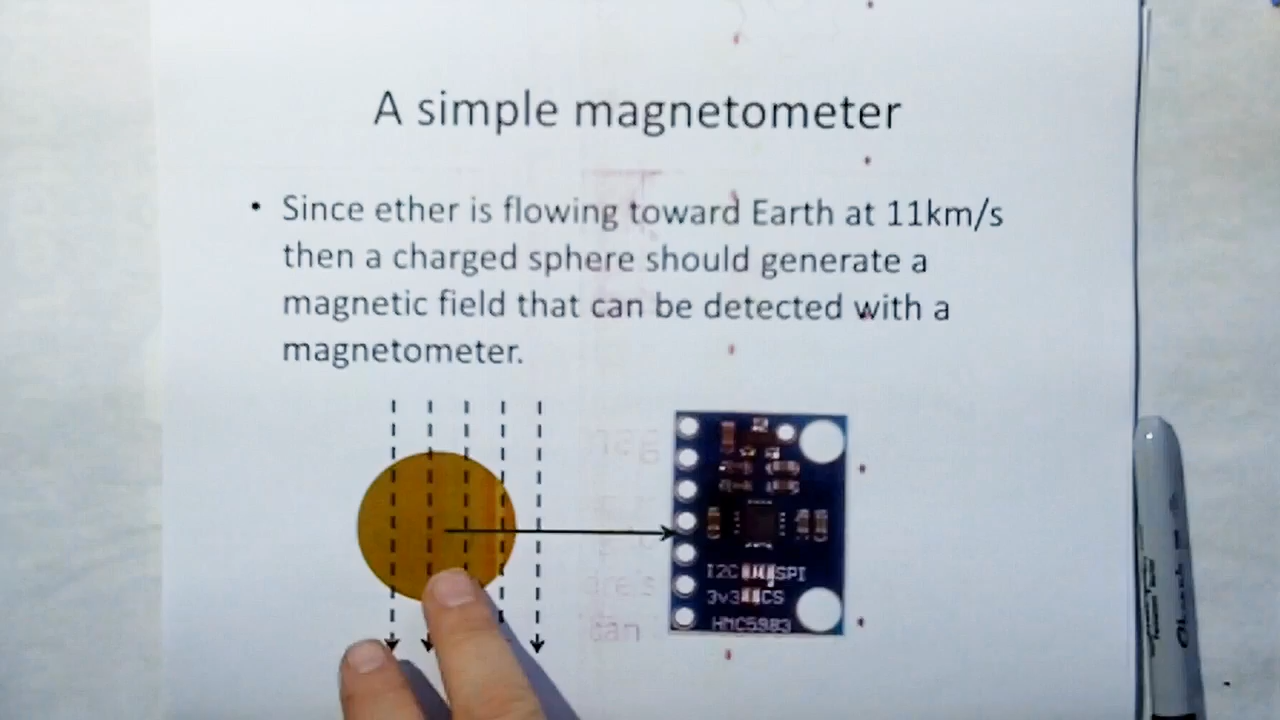 A simple magnetometer
• Since ether is flowing toward Earth at 11km/s
then a charged sphere should generate a
magnetic field that can be detected with a
magnetometer.
I2C SPI
3v3 CS
HMC5983